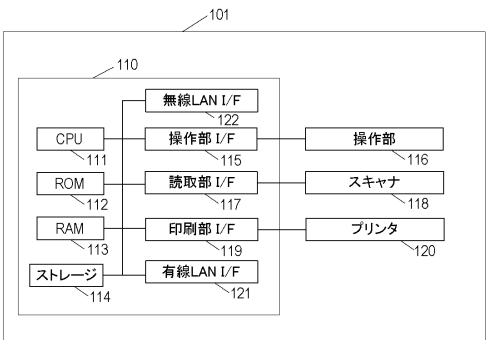 101
110
無線LAN I/F
122
CPU
111
操作部 I/F
115
操作部
116
ROM
112
読取部 I/F
117
スキャナ
118
RAM
113
印刷部 I/F
119
プリンタ
120
ストレージ
114
有線LAN I/F
121